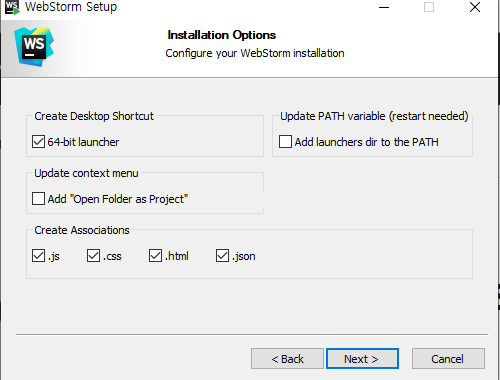 WS
WebStorm Setup
WS
Installation Options
Configure your WebStorm installation
Create Desktop Shortcut
64-bit launcher
Update PATH variable (restart needed)
Add launchers dir to the PATH
Update context menu
Add "Open Folder as Project"
Create Associations
.js
.css
.html
.json
< Back
Next >
Cancel